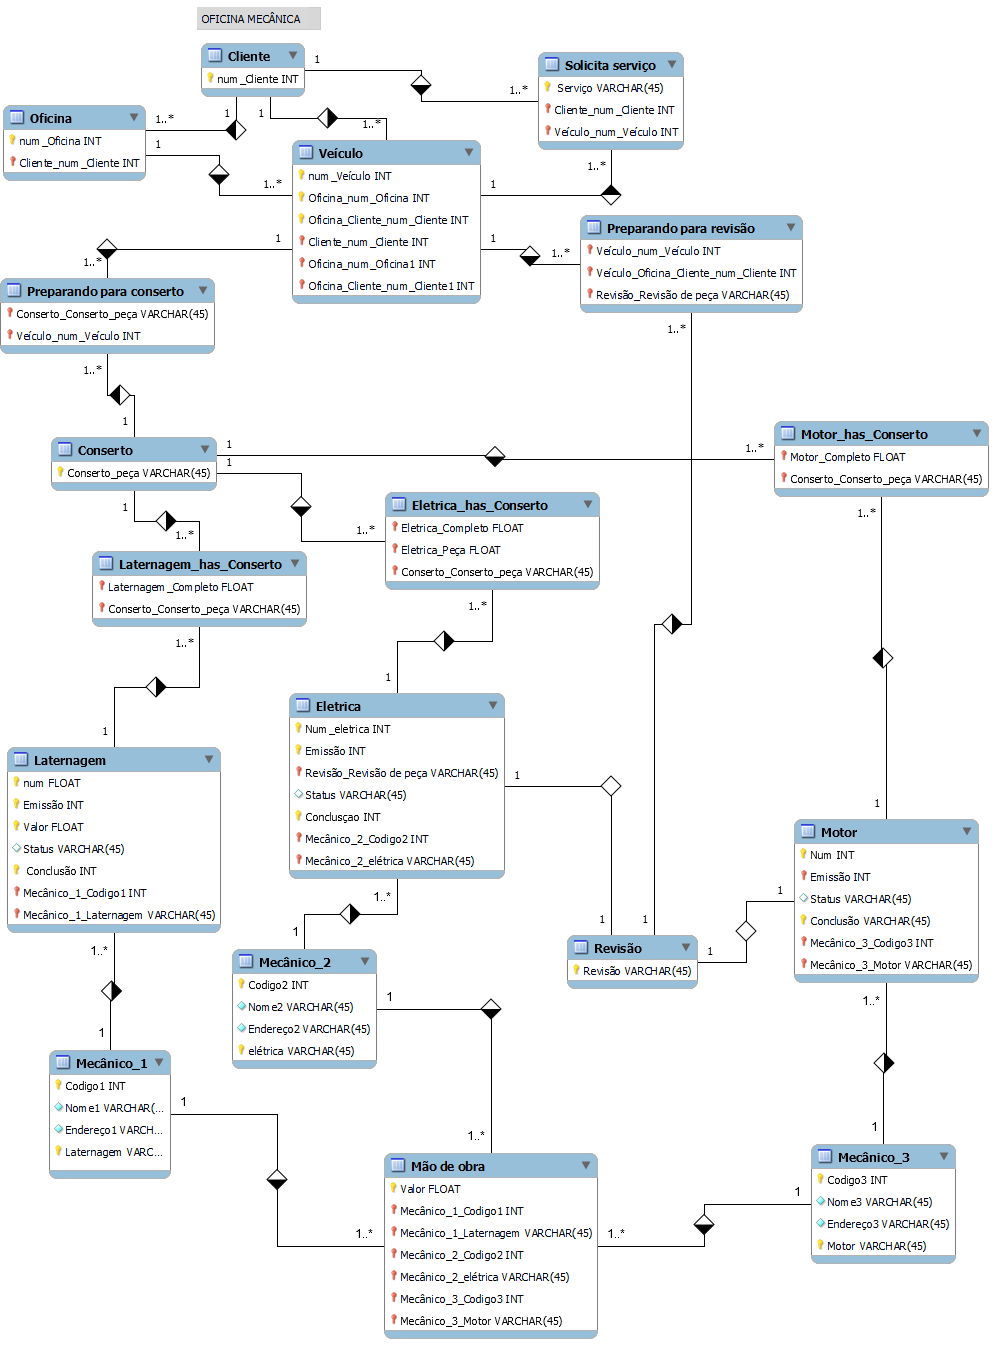 OFICINA MECÂNICA
Cliente
num_Cliente INT
Solicita serviço
Serviço VARCHAR(45)
Cliente_num_Cliente INT
Veículo_num_Veículo INT
Oficina
num_Oficina INT
Cliente_num_Cliente INT
1
1..*
1..*
1
1
1..*
1
1..*
1..*
1
Veículo
num_Veículo INT
Oficina_num_Oficina INT
Oficina_Cliente_num_Cliente INT
Cliente_num_Cliente INT
Oficina_num_Oficina1 INT
Oficina_Cliente_num_Cliente1 INT
Preparando para revisão
Veículo_num_Veículo INT
Veículo_Oficina_Cliente_num_Cliente INT
Revisão_Revisão de peça VARCHAR(45)
1
1..*
1
1..*
1..*
Preparando para conserto
Conserto_Conserto_peça VARCHAR(45)
Veículo_num_Veículo INT
1..*
1
Conserto
Conserto_peça VARCHAR(45)
1
1..*
1
1..*
1
1..*
Motor_has_Conserto
Motor_Completo FLOAT
Conserto_Conserto_peça VARCHAR(45)
1..*
Eletrica_has_Conserto
Eletrica_Completo FLOAT
Eletrica_Peça FLOAT
Conserto_Conserto_peça VARCHAR(45)
1..*
1
Laternagem_has_Conserto
Laternagem_Completo FLOAT
Conserto_Conserto_peça VARCHAR(45)
1..*
1
Eletrica
Num_eletrica INT
Emissão INT
Revisão_Revisão de peça VARCHAR(45)
Status VARCHAR(45)
Conclusçao INT
Mecânico_2_Codigo2 INT
Mecânico_2_elétrica VARCHAR(45)
1
1..*
1
Laternagem
num FLOAT
Emissão INT
Valor FLOAT
Status VARCHAR(45)
Conclusão INT
Mecânico_1_Codigo1 INT
Mecânico_1_Laternagem VARCHAR(45)
1..*
1
1
Motor
Num INT
Emissão INT
Status VARCHAR(45)
Conclusão INT
Mecânico_3_Codigo3 INT
Mecânico_3_Motor VARCHAR(45)
1
1..*
1
1
1
1
Revisão
Revisão VARCHAR(45)
Mecânico_2
Codigo2 INT
Nome2 VARCHAR(45)
Endereço2 VARCHAR(45)
elétrica VARCHAR(45)
1
1..*
Mecânico_1
Codigo1 INT
Nome1 VARCHAR(...
Endereço1 VARCH...
Laternagem VARC...
1
1..*
Mão de obra
Valor FLOAT
Mecânico_1_Codigo1 INT
Mecânico_1_Laternagem VARCHAR(45)
Mecânico_2_Codigo2 INT
Mecânico_2_elétrica VARCHAR(45)
Mecânico_3_Codigo3 INT
Mecânico_3_Motor VARCHAR(45)
1..*
1
Mecânico_3
Codigo3 INT
Nome3 VARCHAR(45)
Endereço3 VARCHAR(45)
Motor VARCHAR(45)